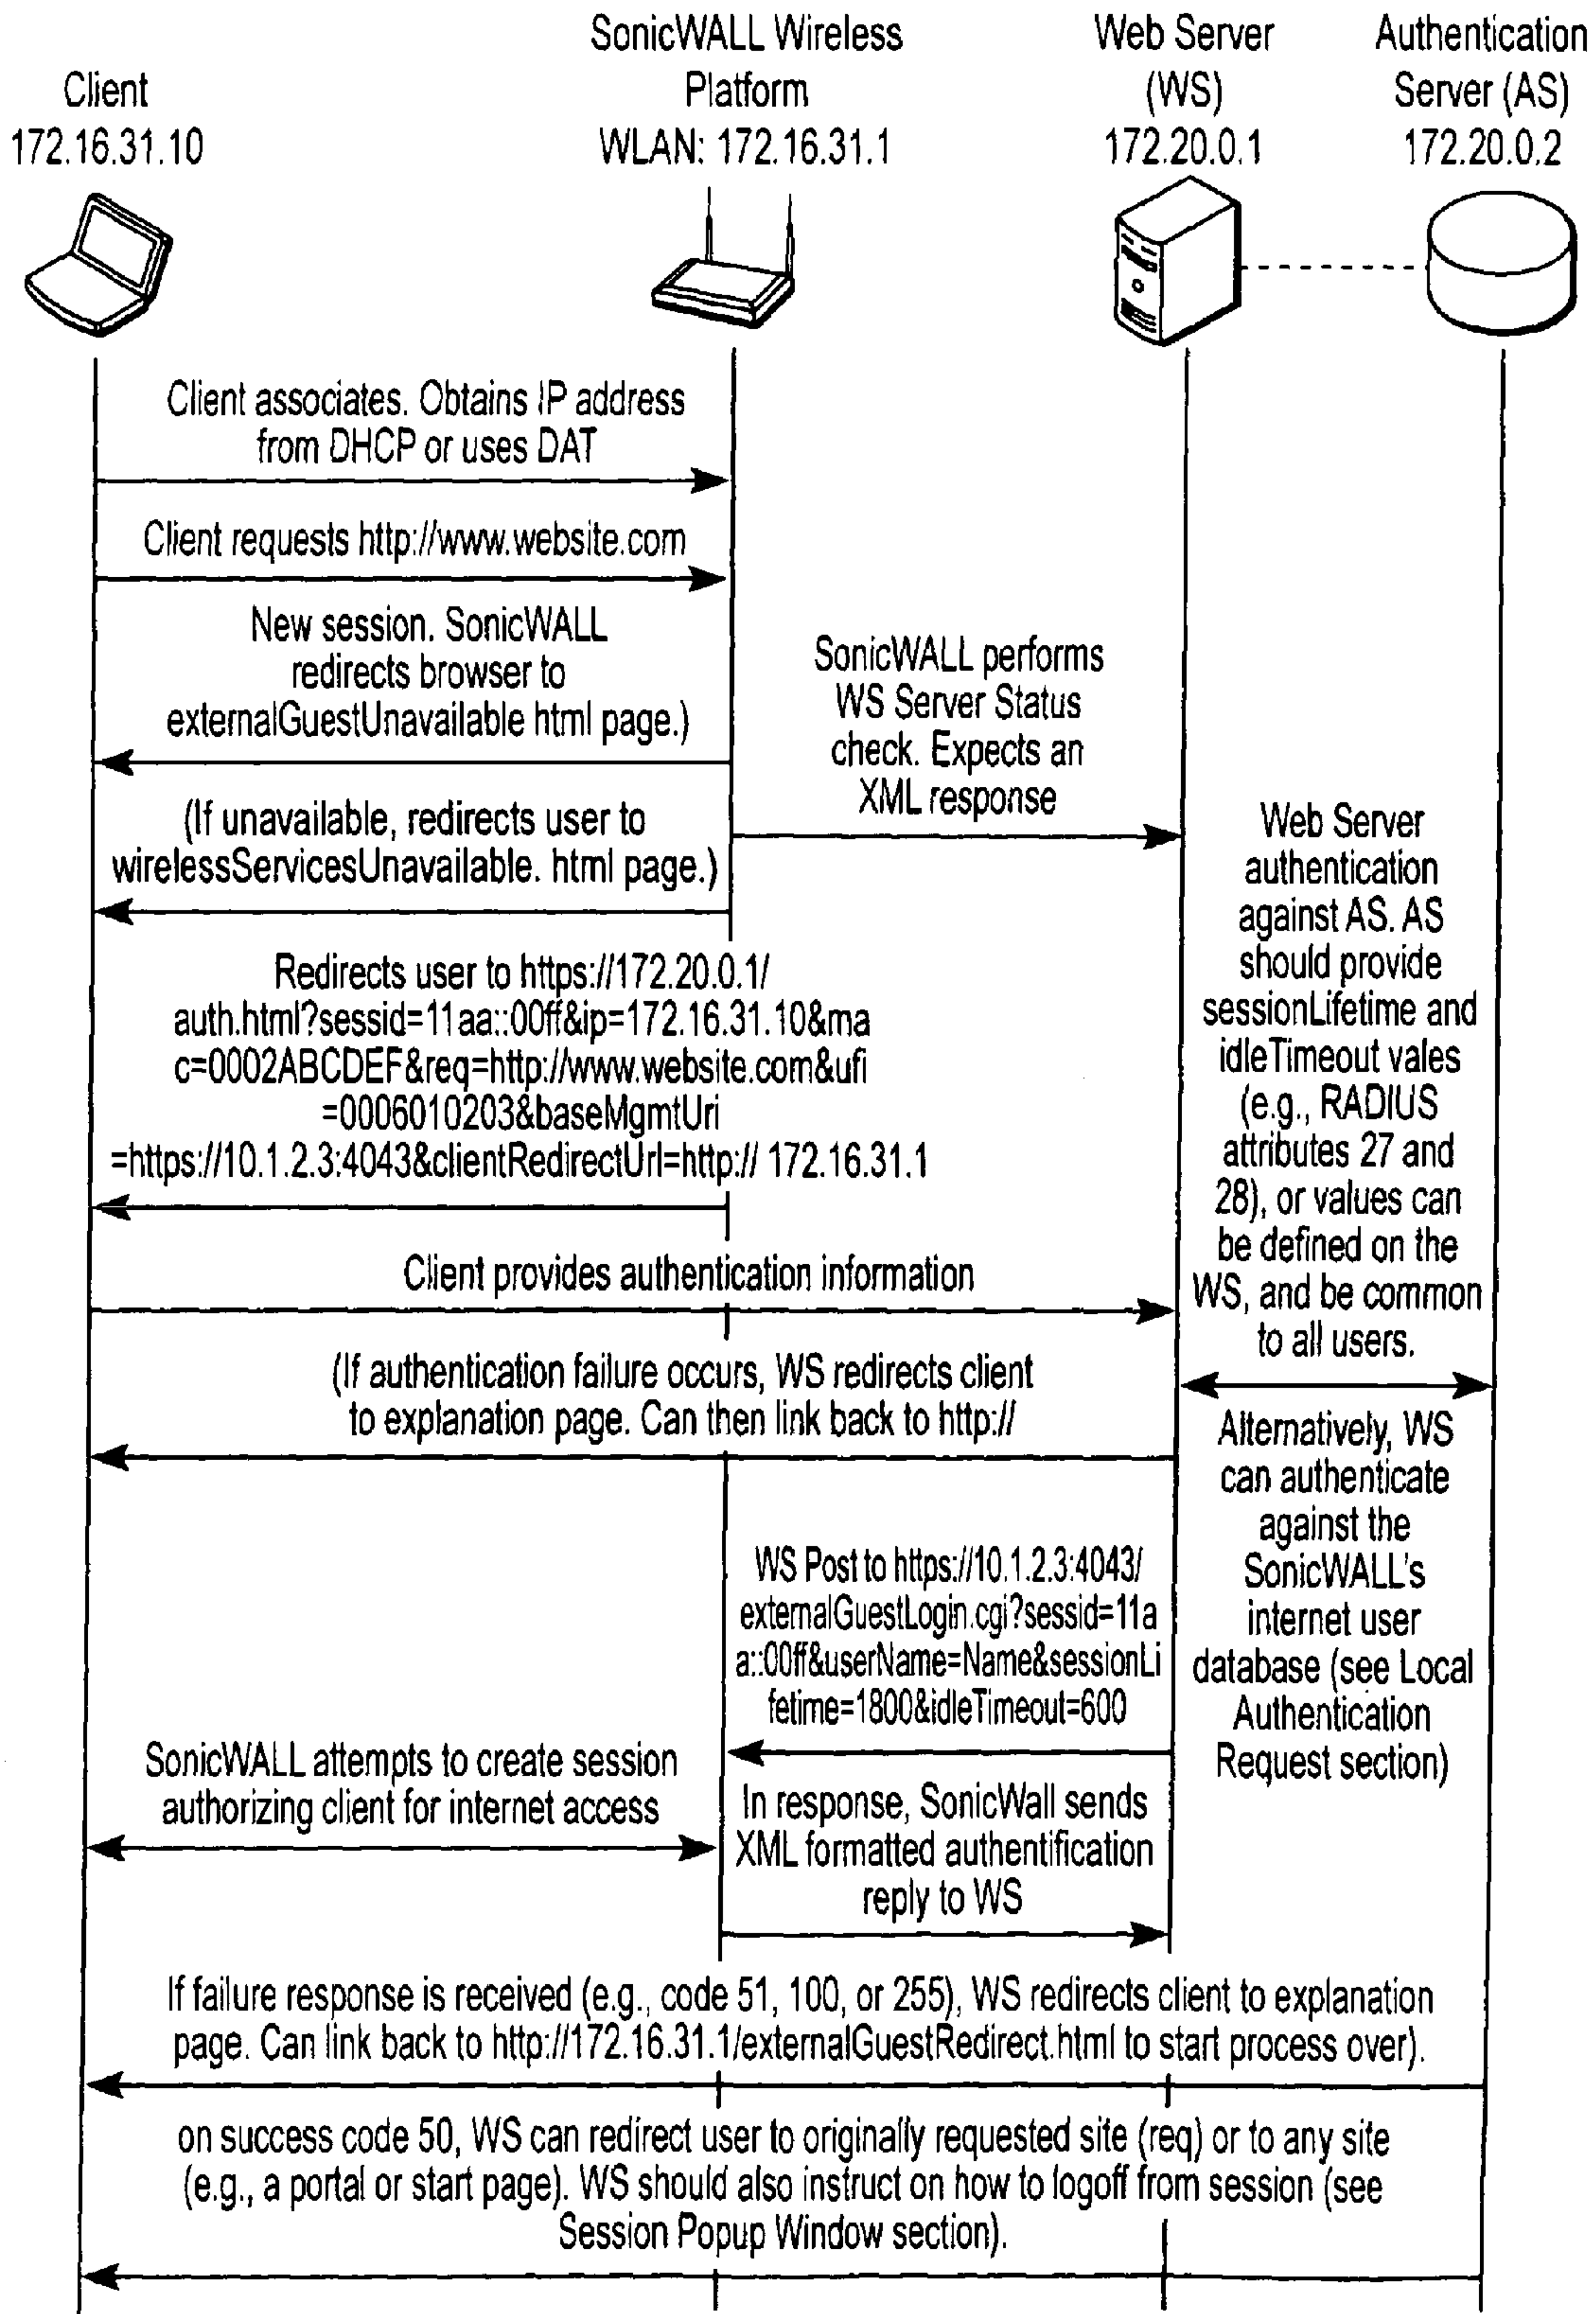 SonicWALL Wireless
Platform
WLAN: 172.16.31.1
Web Server
(WS)
172.20.0.1
Authentication
Server (AS)
172.20.0.2
Client
172.16.31.10
Client associates. Obtains IP address
from DHCP or uses DAT
Client requests http://www.website.com
New session. SonicWALL
redirects browser to
externalGuestUnavailable html page.)
SonicWALL performs
WS Server Status
check. Expects an
XML response
(If unavailable, redirects user to
wirelessServicesUnavailable. html page.)
Redirects user to https://172.20.0.1/
auth.html?sessid=11aa::00ff&ip=172.16.31.10&ma
c=0002ABCDEF&req=http://www.website.com&ufi
=0006010203&baseMgmtUri
=https://10.1.2.3:4043&clientRedirectUrl=http:// 172.16.31.1
Web Server
authentication
against AS. AS
should provide
sessionLifetime and
idleTimeout vales
(e.g., RADIUS
attributes 27 and
28), or values can
be defined on the
WS, and be common
to all users.
Client provides authentication information
(If authentication failure occurs, WS redirects client
to explanation page. Can then link back to http://
Alternatively, WS
can authenticate
against the
SonicWALL's
internet user
database (see Local
Authentication
Request section)
WS Post to https://10.1.2.3:4043/
externalGuestLogin.cgi?sessid=11a
a::00ff&userName=Name&sessionLi
fetime=1800&idleTimeout=600
SonicWALL attempts to create session
authorizing client for internet access
In response, SonicWall sends
XML formatted authentification
reply to WS
If failure response is received (e.g., code 51, 100, or 255), WS redirects client to explanation
page. Can link back to http://172.16.31.1/externalGuestRedirect.html to start process over).
on success code 50, WS can redirect user to originally requested site (req) or to any site
(e.g., a portal or start page). WS should also instruct on how to logoff from session (see
Session Popup Window section).